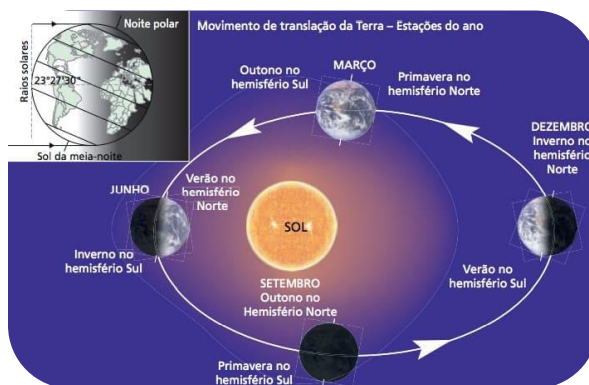 Noite polar
Raios solares
23°27'30"
Sol da meia-noite
Movimento de translação da Terra – Estações do ano
MARÇO
Outono no
hemisfério Sul
Primavera no
hemisfério Norte
DEZEMBRO
Inverno no
hemisfério
Norte
Verão no
hemisfério Sul
JUNHO
Verão no
hemisfério
Norte
Inverno no
hemisfério Sul
SOL
SETEMBRO
Outono no
Hemisfério Norte
Primavera no
hemisfério Sul